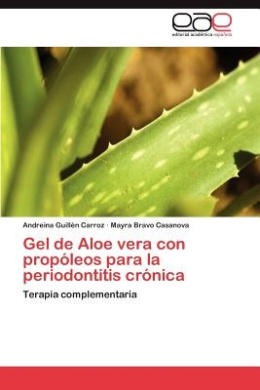 eae
editorial académica española
Andreina Guillén Carroz · Mayra Bravo Casanova
Gel de Aloe vera con
propóleos para la
periodontitis crónica
Terapia complementaria